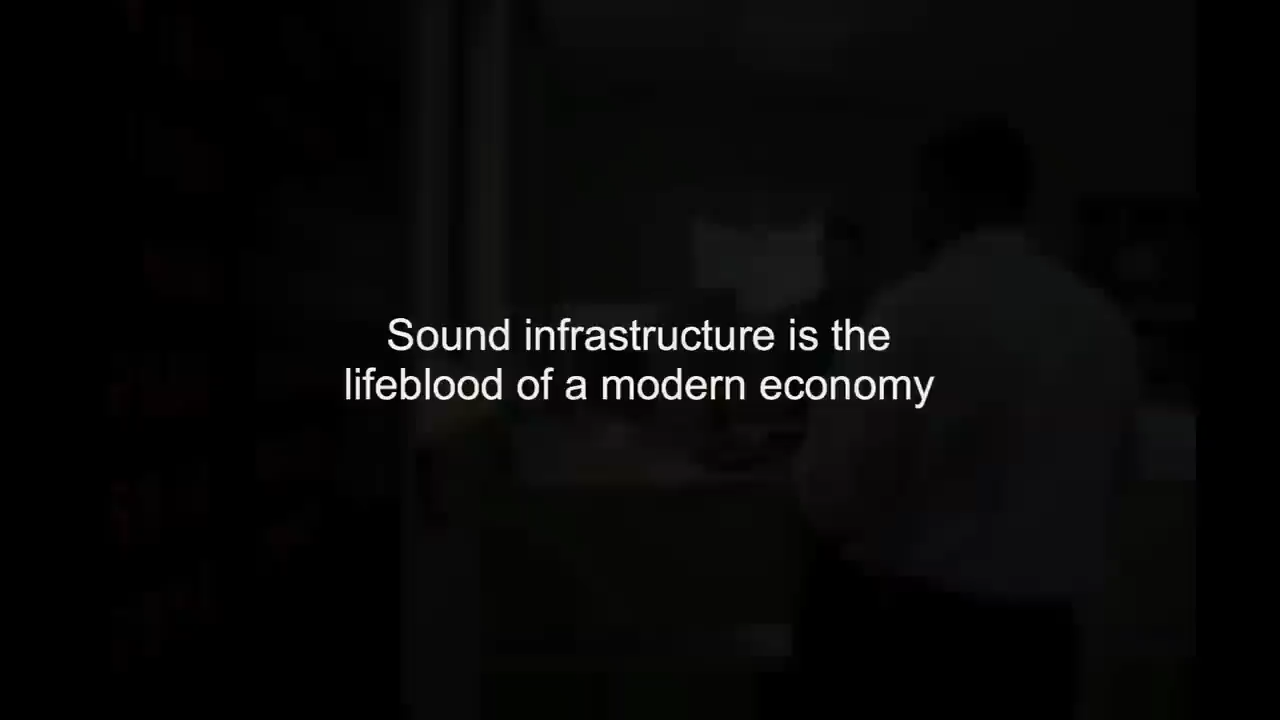 Sound infrastructure is the
lifeblood of a modern economy